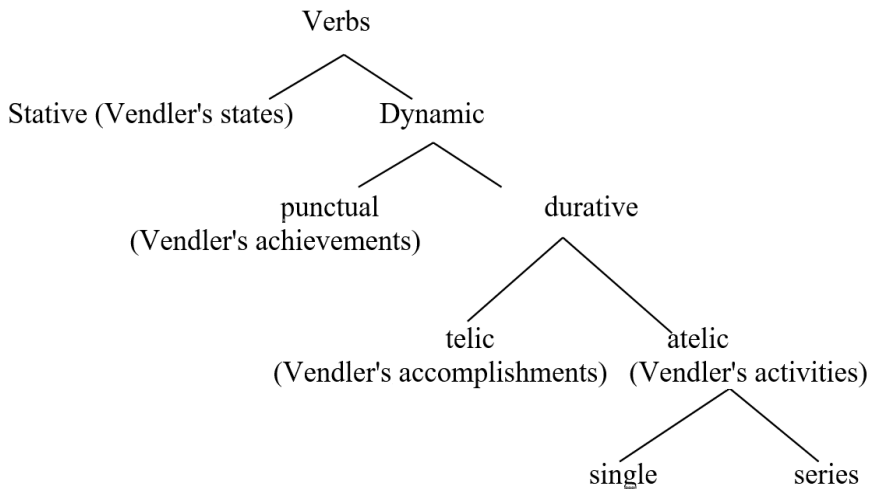 Verbs
Stative (Vendler's states) Dynamic
punctual durative
(Vendler's achievements)
telic atelic
(Vendler's accomplishments) (Vendler's activities)
single series